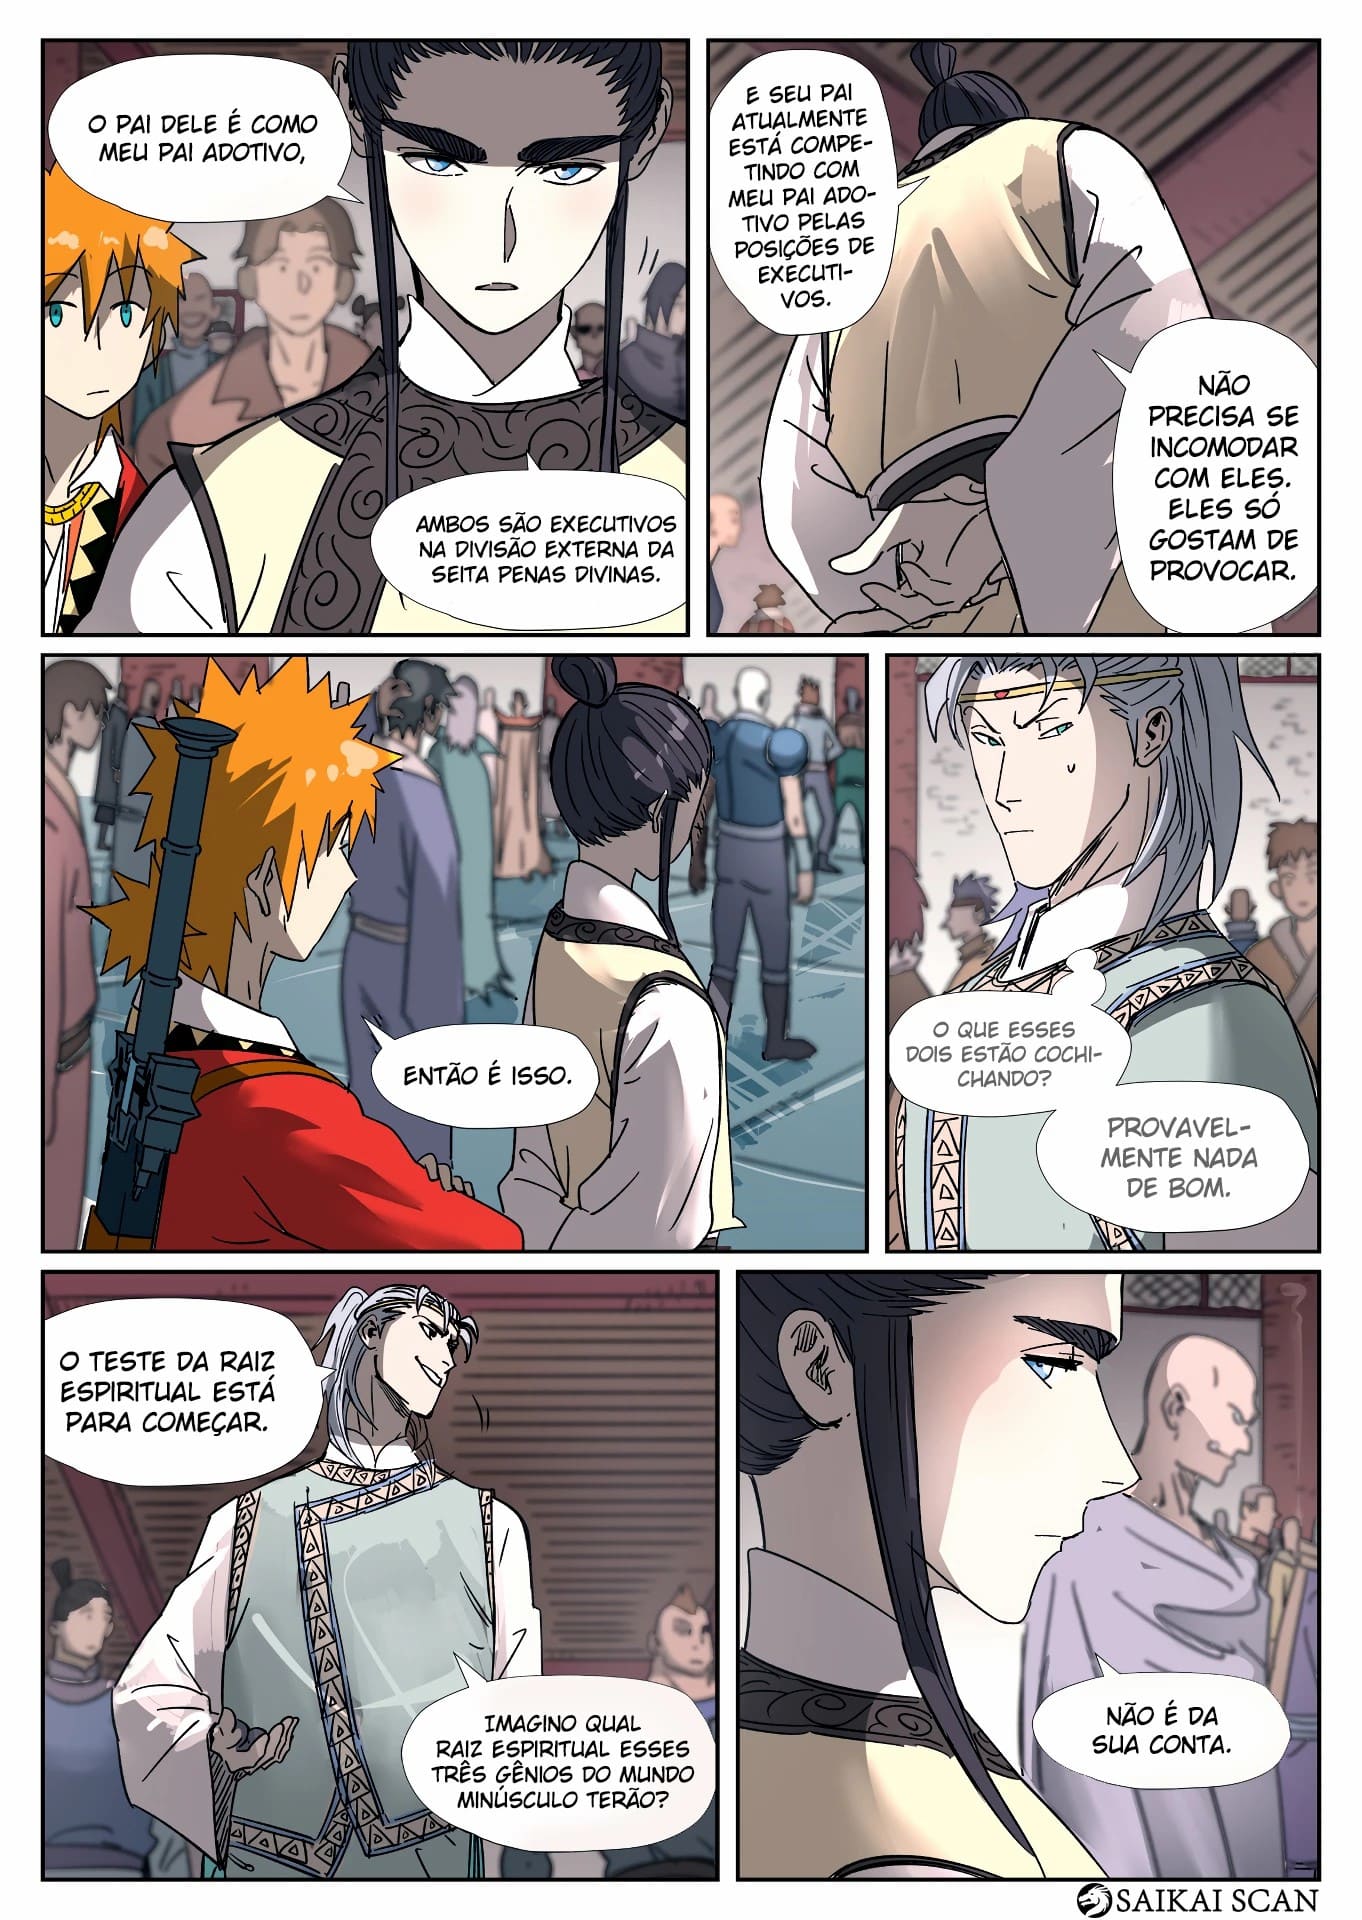 O PAI DELE É COMO
MEU PAI ADOTIVO,
AMBOS SÃO EXECUTIVOS
NA DIVISÃO EXTERNA DA
SEITA PENAS DIVINAS.
E SEU PAI
ATUALMENTE
ESTÁ COMPE-
TINDO COM
MEU PAI ADO-
TIVO PELAS
POSIÇÕES DE
EXECUTI-
VOS.
NÃO
PRECISA SE
INCOMODAR
COM ELES.
ELES SÓ
GOSTAM DE
PROVOCAR.
ENTÃO É ISSO.
O QUE ESSES
DOIS ESTÃO COCHI-
CHANDO?
PROVAVEL-
MENTE NADA
DE BOM.
O TESTE DA RAIZ
ESPIRITUAL ESTÁ
PARA COMEÇAR.
IMAGINO QUAL
RAIZ ESPIRITUAL ESSES
TRÊS GÊNIOS DO MUNDO
MINÚSCULO TERÃO?
NÃO É DA
SUA CONTA.
SAIKAI SCAN